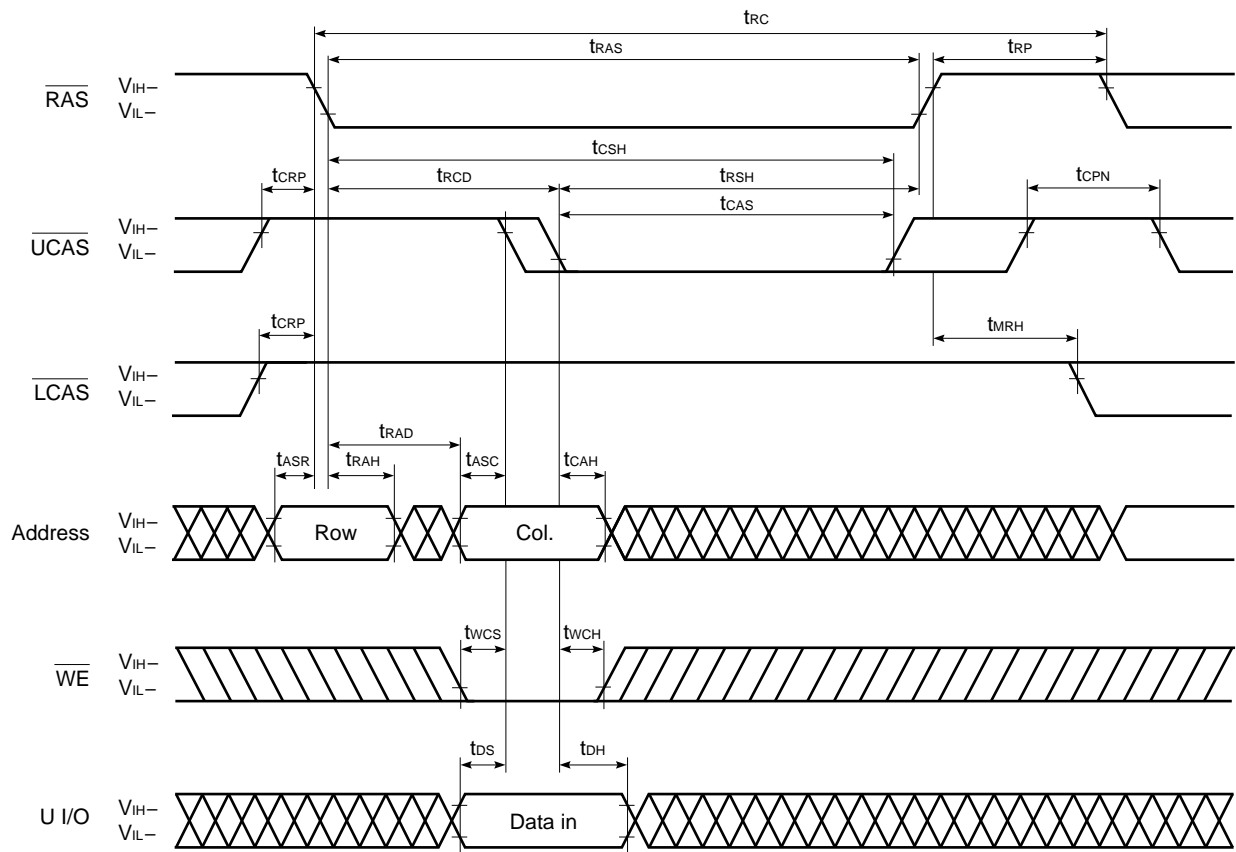 tRC
tRAS
tRP
RAS
VIH–
VIL–
tCSH
tCRP
tRCD
tRSH
tCPN
tCAS
UCAS
VIH–
VIL–
tCRP
tMRH
LCAS
VIH–
VIL–
tRAD
tASR
tRAH
tASC
tCAH
Address
VIH–
VIL–
Row
Col.
tWCS
tWCH
WE
VIH–
VIL–
tDS
tDH
U I/O
VIH–
VIL–
Data in